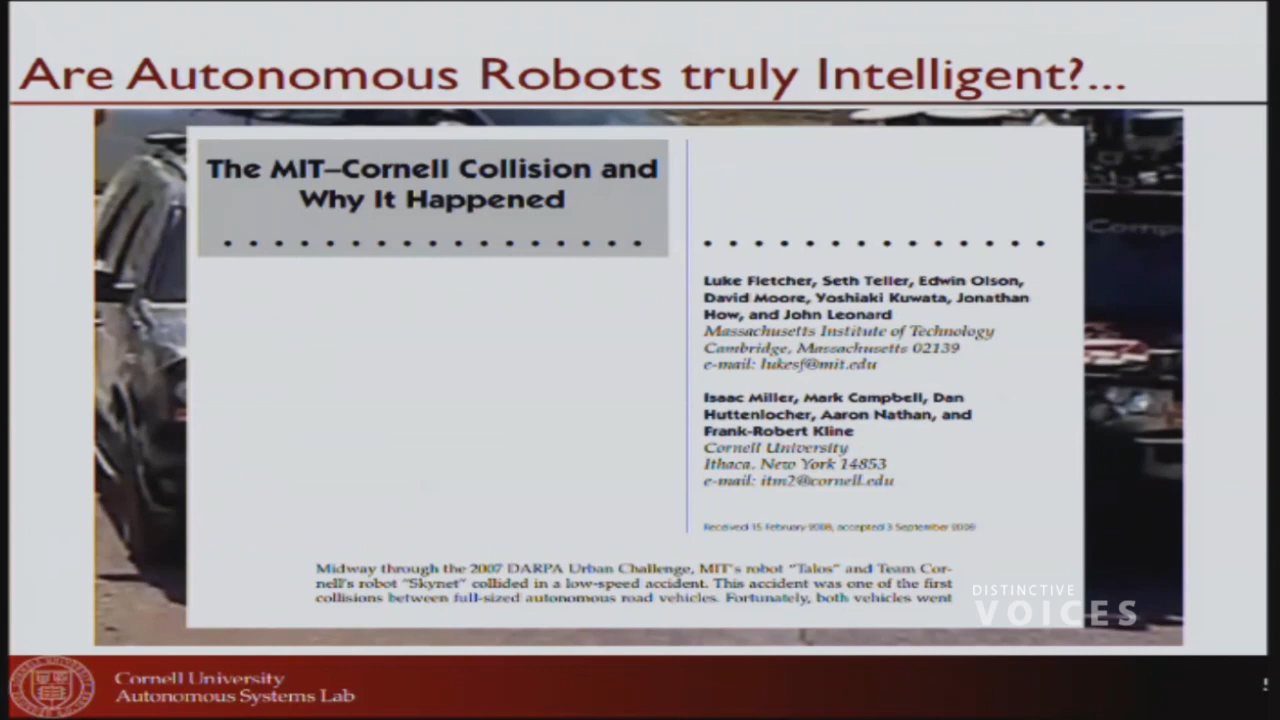 Are Autonomous Robots truly Intelligent?...
The MIT–Cornell Collision and
Why It Happened
Luke Fletcher, Seth Teller, Edwin Olson,
David Moore, Yoshiaki Kuwata, Jonathan
How, and John Leonard
Massachusetts Institute of Technology
Cambridge, Massachusetts 02139
e-mail: lukesf@mit.edu
Isaac Miller, Mark Campbell, Dan
Huttenlocher, Aaron Nathan, and
Frank-Robert Kline
Cornell University
Ithaca, New York 14853
e-mail: itm2@cornell.edu
Received 15 February 2008, accepted 3 September 2008
Midway through the 2007 DARPA Urban Challenge, MIT's robot “Talos” and Team Cor-
nell's robot “Skynet” collided in a low-speed accident. This accident was one of the first
collisions between full-sized autonomous road vehicles. Fortunately, both vehicles went
DISTINCTIVE
VOICES
Cornell University
Autonomous Systems Lab